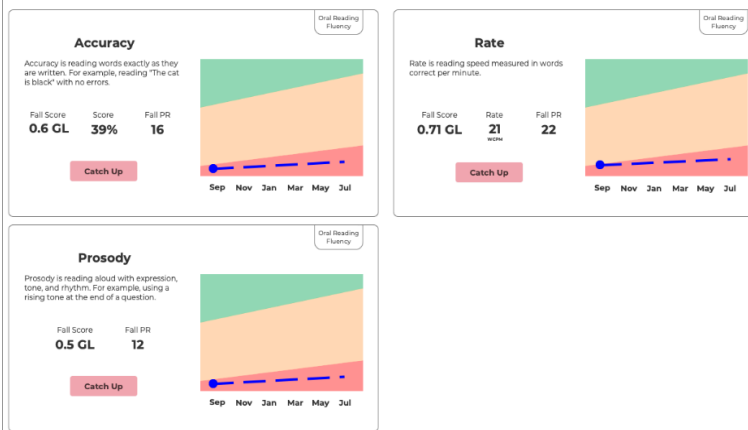 Oral Reading
Fluency
Accuracy
Accuracy is reading words exactly as they
are written. For example, reading "The cat
is black" with no errors.
Fall Score Score Fall PR
0.6 GL 39% 16
Catch Up
Sep Nov Jan Mar May Jul
Oral Reading
Fluency
Rate
Rate is reading speed measured in words
correct per minute.
Fall Score Rate Fall PR
0.71 GL 21 22
WCPM
Catch Up
Sep Nov Jan Mar May Jul
Oral Reading
Fluency
Prosody
Prosody is reading aloud with expression,
tone, and rhythm. For example, using a
rising tone at the end of a question.
Fall Score Fall PR
0.5 GL 12
Catch Up
Sep Nov Jan Mar May Jul